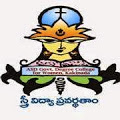 ASD Govt. Degree College
for Women, Kakinada
స్త్రీ విద్యా ప్రవర్ధతాం